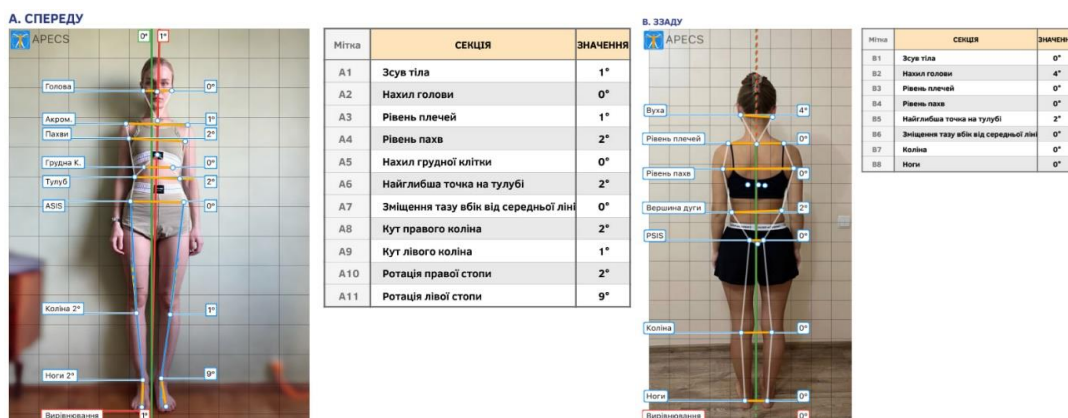 А. СПЕРЕДУ
APECS
0° 1°
Голова 0°
Акром. 1°
Пахви 2°
Грудна К. 0°
Тулуб 2°
ASIS 0°
Коліна 2° 1°
Ноги 2° 9°
Вирівнювання 1°
Мітка СЕКЦІЯ ЗНАЧЕННЯ
A1 Зсув тіла 1°
A2 Нахил голови 0°
A3 Рівень плечей 1°
A4 Рівень пахв 2°
A5 Нахил грудної клітки 0°
A6 Найглибша точка на тулубі 2°
A7 Зміщення тазу вбік від середньої ліні 0°
A8 Кут правого коліна 2°
A9 Кут лівого коліна 1°
A10 Ротація правої стопи 2°
A11 Ротація лівої стопи 9°
В. ЗЗАДУ
APECS
Вуха 4°
Рівень плечей 0°
Рівень пахв 0°
Вершина дуги 2°
PSIS 0°
Коліна 0°
Ноги 0°
Вирівнювання 0°
Мітка СЕКЦІЯ ЗНАЧЕНН
B1 Зсув тіла 0°
B2 Нахил голови 4°
B3 Рівень плечей 0°
B4 Рівень пахв 0°
B5 Найглибша точка на тулубі 2°
B6 Зміщення тазу вбік від середньої ліні 0°
B7 Коліна 0°
B8 Ноги 0°